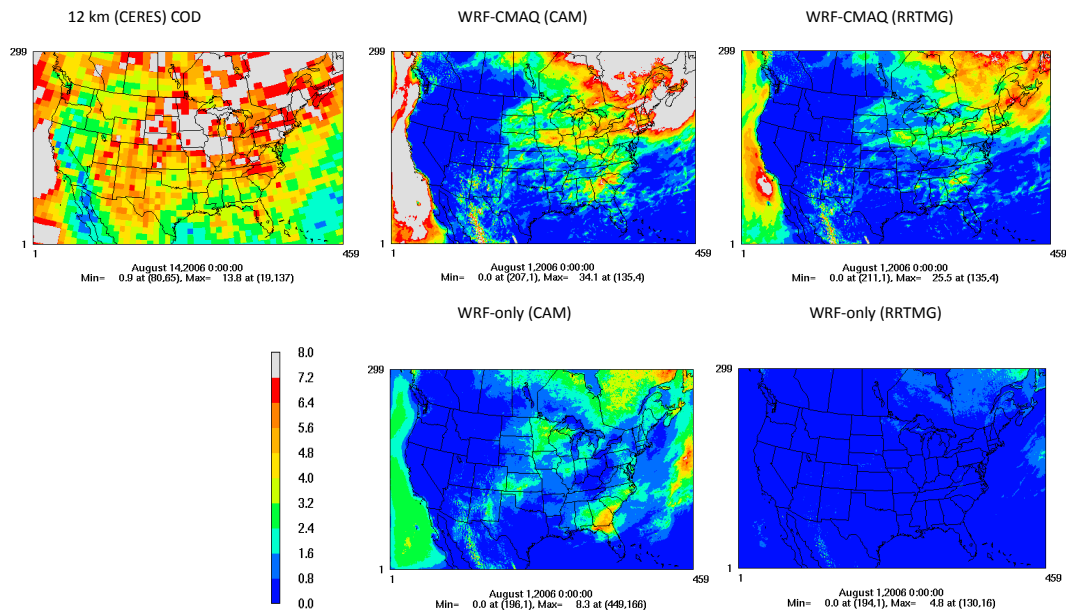 12 km (CERES) COD
WRF-CMAQ (CAM)
WRF-CMAQ (RRTMG)
299
1
1
459
August 14,2006 0:00:00
Min= 0.9 at (80,65), Max= 13.8 at (19,137)
299
1
1
459
August 1,2006 0:00:00
Min= 0.0 at (207,1), Max= 34.1 at (135,4)
299
1
1
459
August 1,2006 0:00:00
Min= 0.0 at (211,1), Max= 25.5 at (135,4)
WRF-only (CAM)
WRF-only (RRTMG)
8.0
7.2
6.4
5.6
4.8
4.0
3.2
2.4
1.6
0.8
0.0
299
1
1
459
August 1,2006 0:00:00
Min= 0.0 at (196,1), Max= 8.3 at (449,166)
299
1
1
459
August 1,2006 0:00:00
Min= 0.0 at (194,1), Max= 4.8 at (130,16)